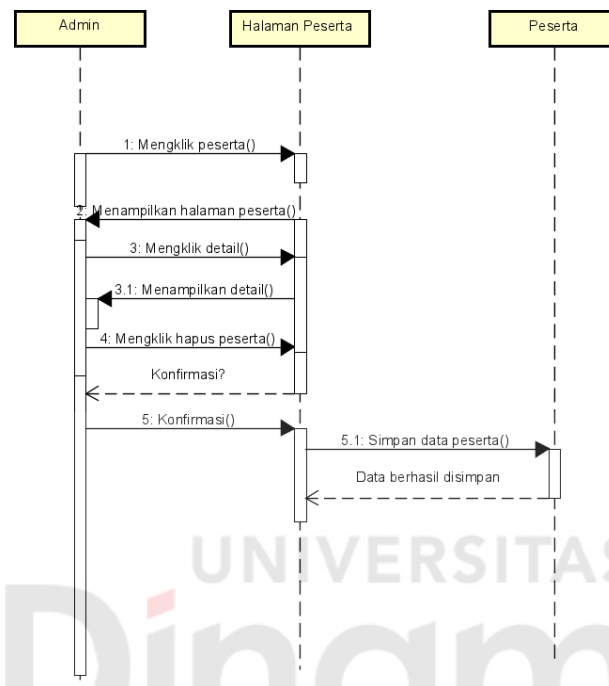 Admin
Halaman Peserta
Peserta
1: Mengklik peserta()
2: Menampilkan halaman peserta()
3: Mengklik detail()
3.1: Menampilkan detail()
4: Mengklik hapus peserta()
Konfirmasi?
5: Konfirmasi()
5.1: Simpan data peserta()
Data berhasil disimpan
UNIVERSITAS
Dinam